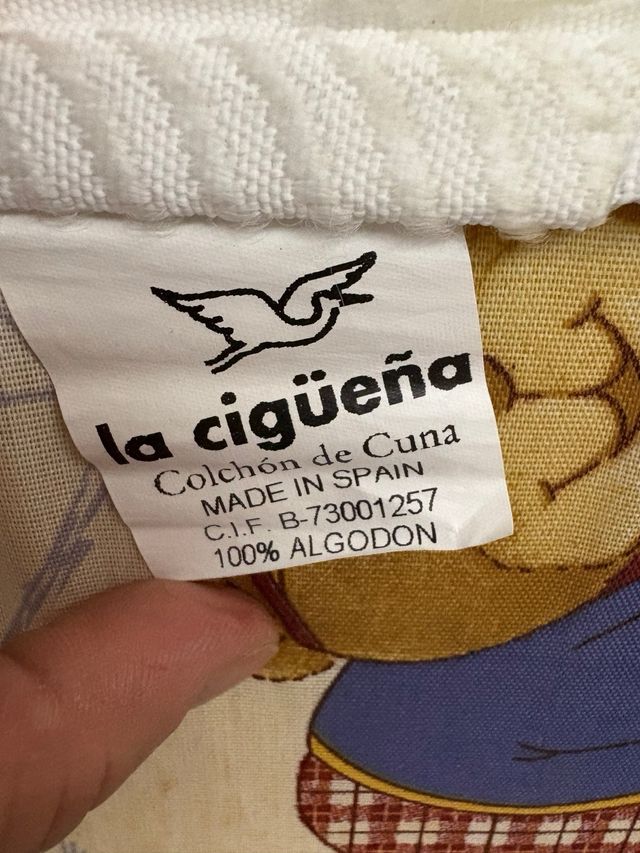 la cigüeña
Colchón de Cuna
MADE IN SPAIN
C.I.F. B-73001257
100% ALGODON